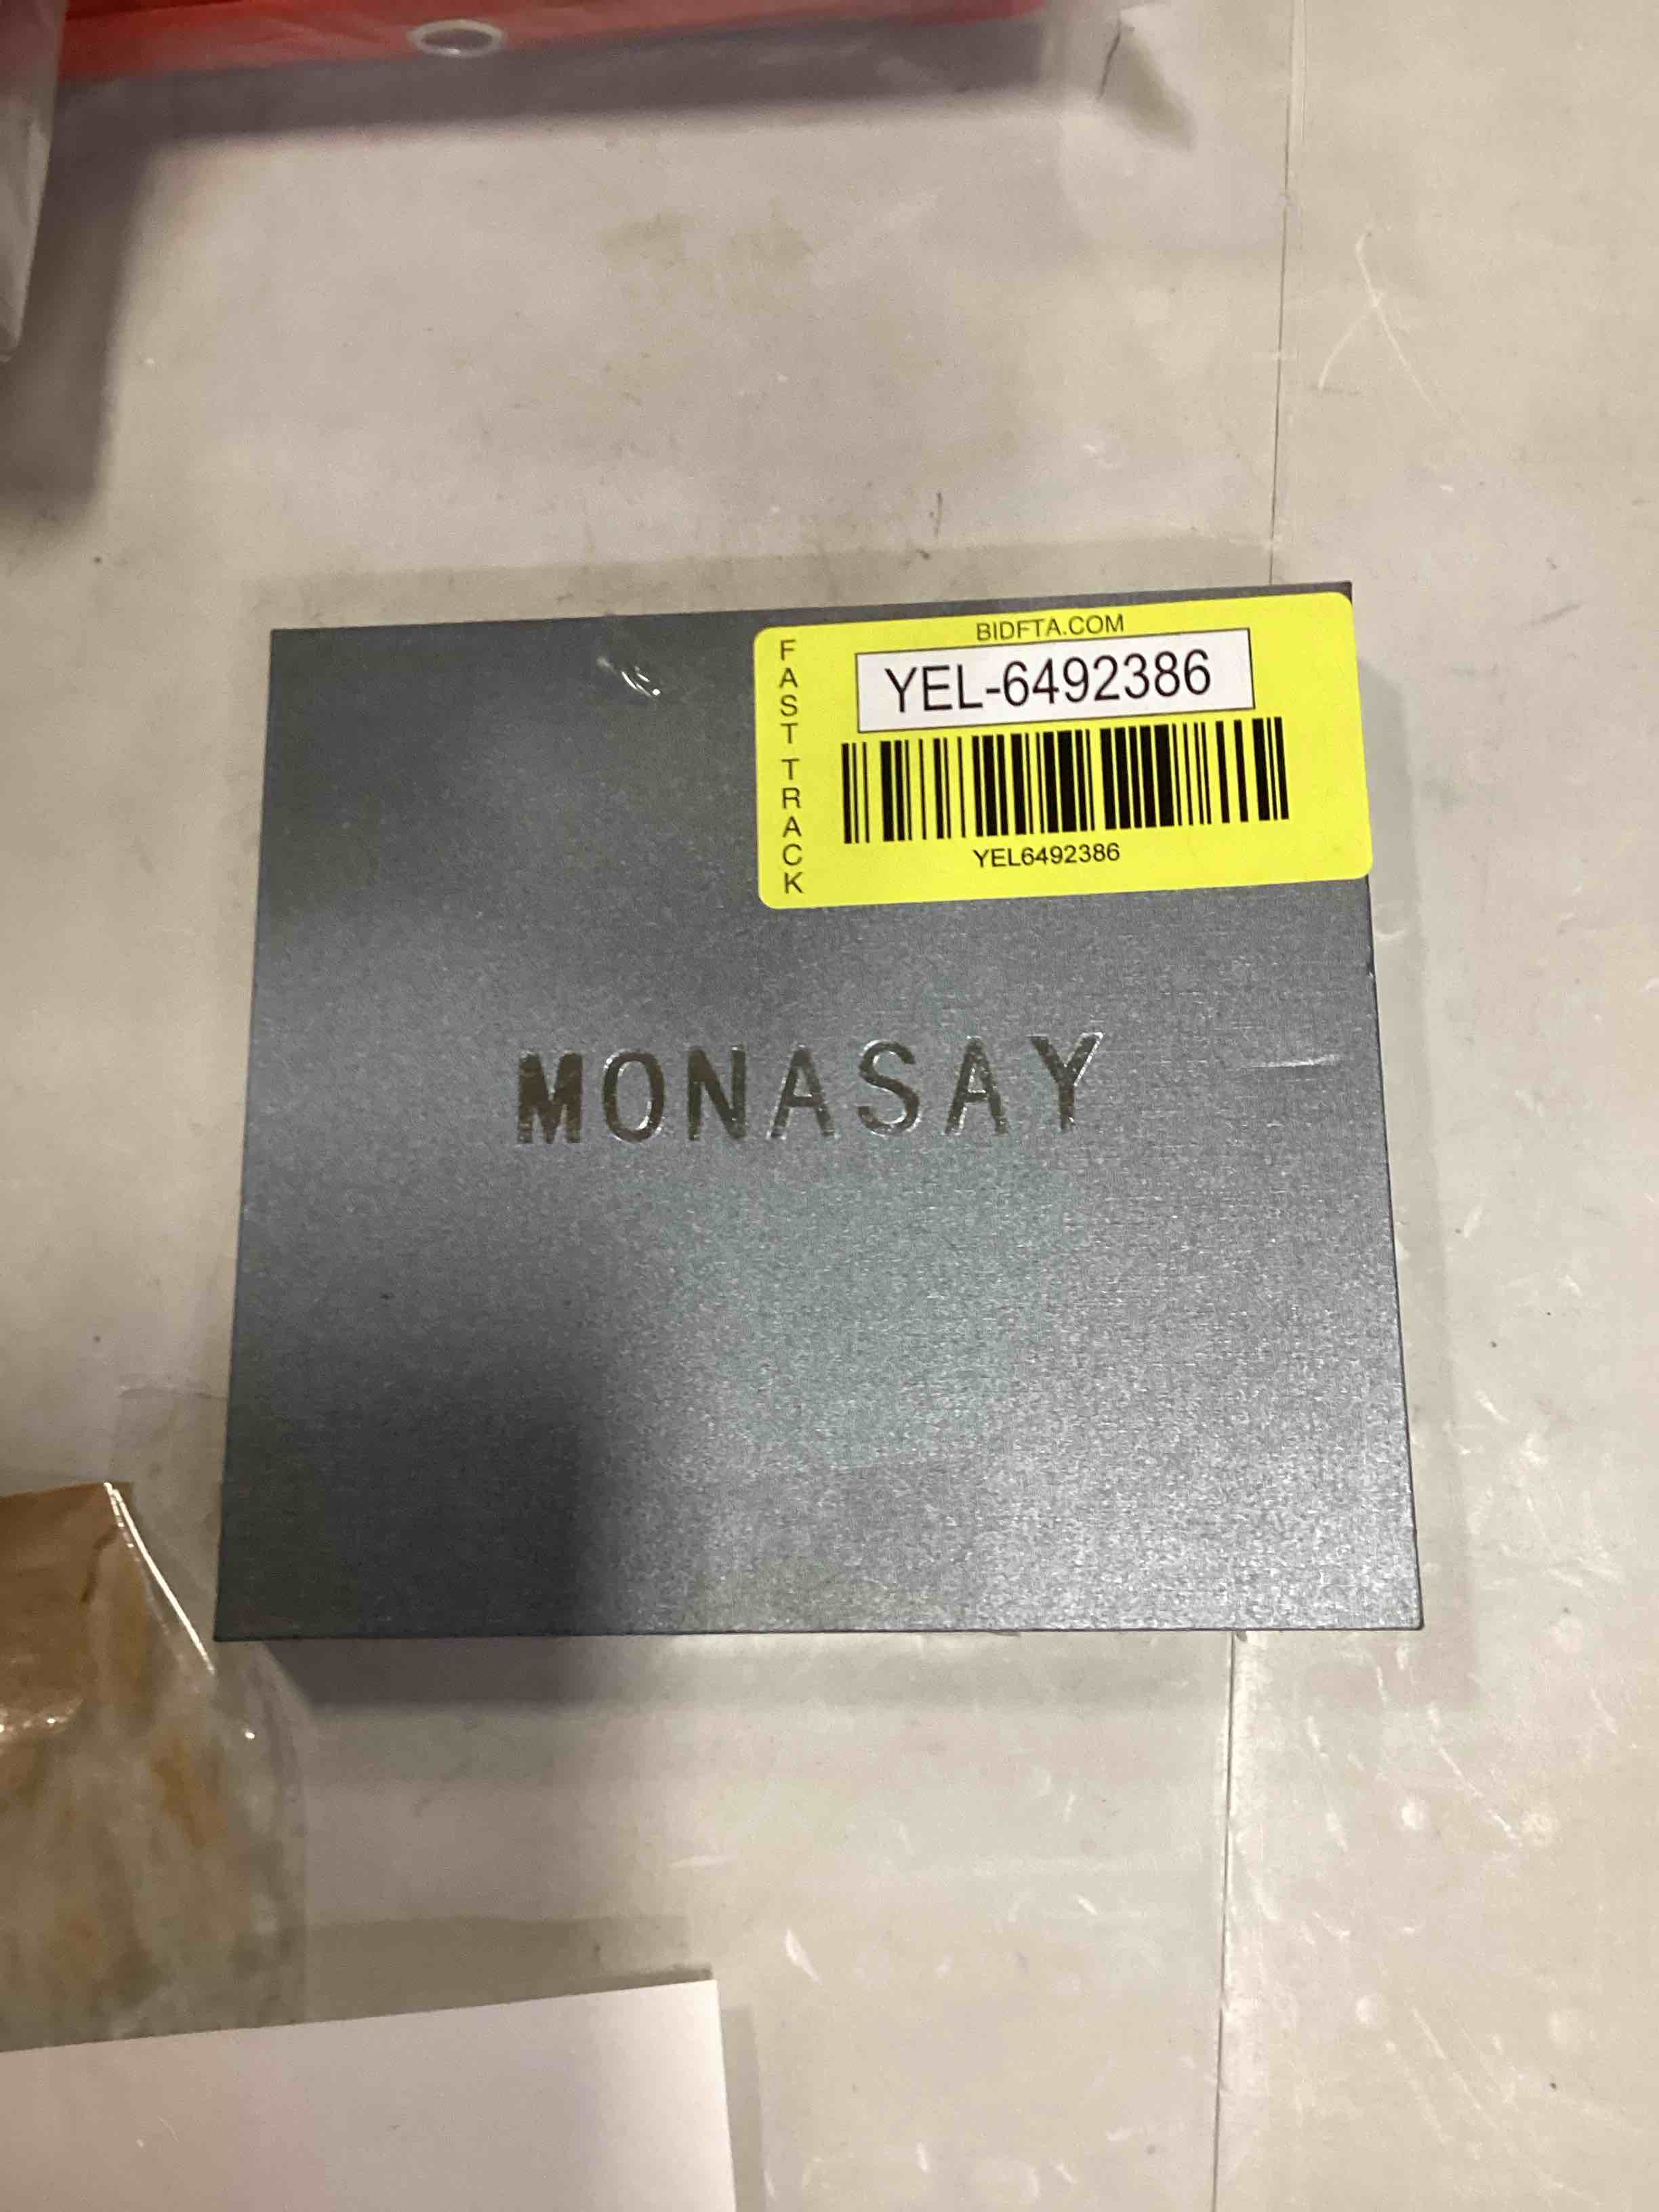 BIDFTA.COM
FAST TRACK
YEL-6492386
YEL6492386
MONASAY